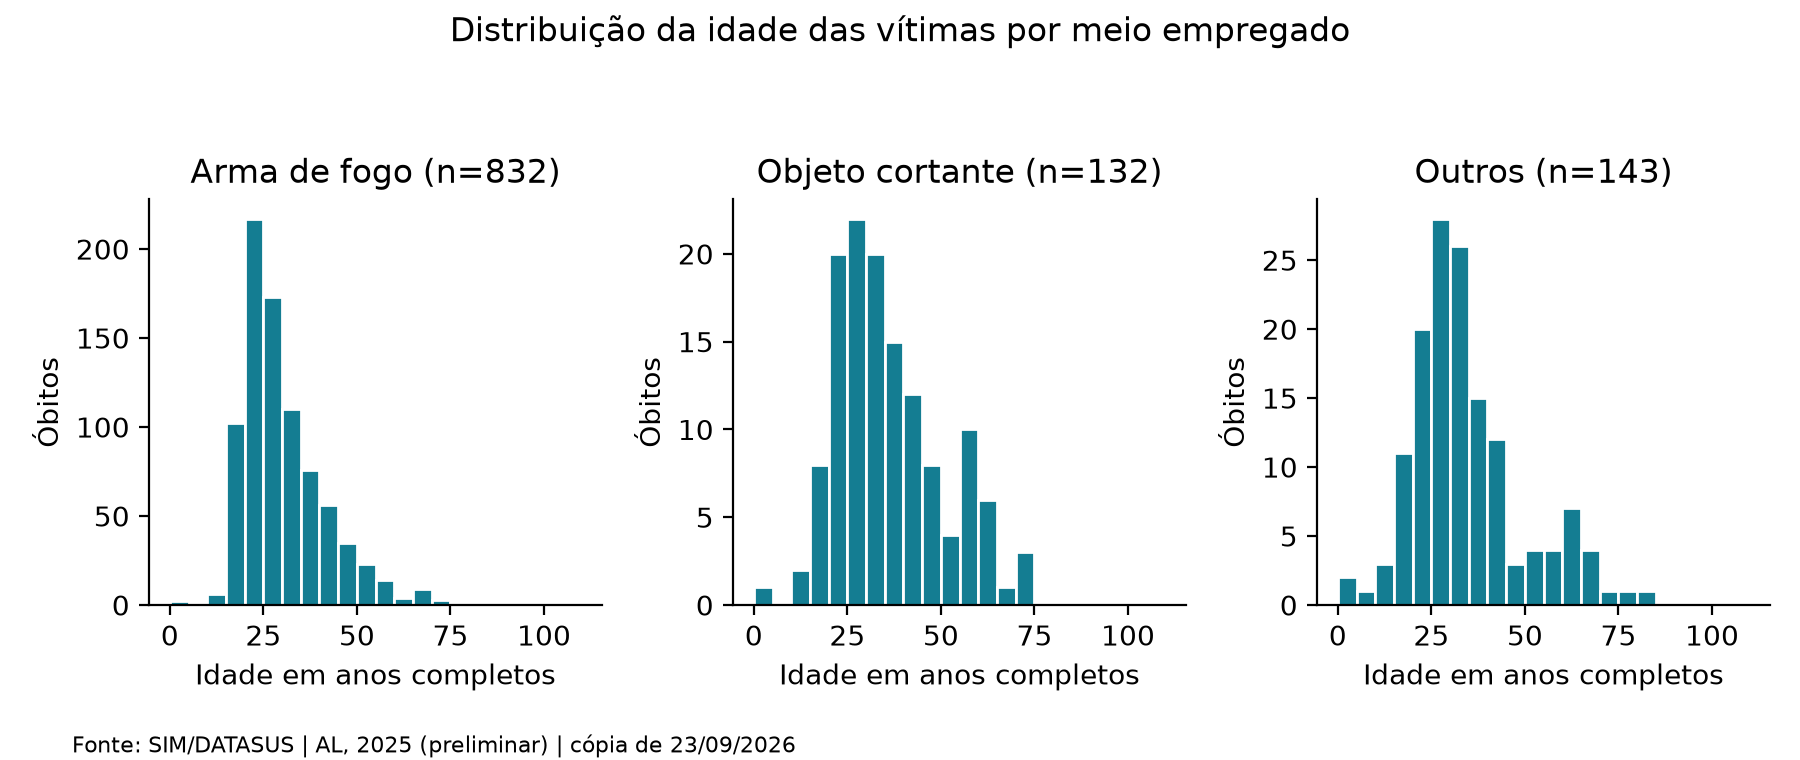 Distribuição da idade das vítimas por meio empregado
Arma de fogo (n=832)
Óbitos
200
150
100
50
0
0 25 50 75 100
Idade em anos completos
Objeto cortante (n=132)
Óbitos
20
15
10
5
0
0 25 50 75 100
Idade em anos completos
Outros (n=143)
Óbitos
25
20
15
10
5
0
0 25 50 75 100
Idade em anos completos
Fonte: SIM/DATASUS | AL, 2025 (preliminar) | cópia de 23/09/2026